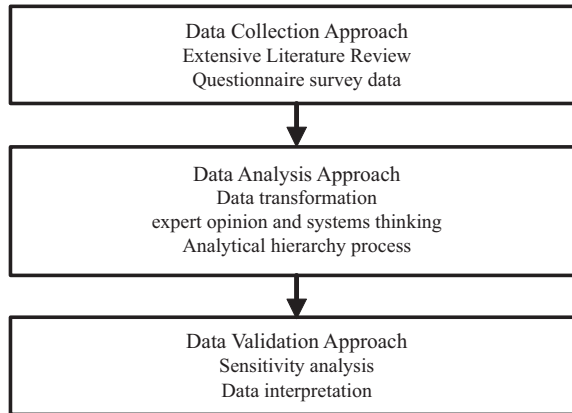 Data Collection Approach
Extensive Literature Review
Questionnaire survey data
Data Analysis Approach
Data transformation
expert opinion and systems thinking
Analytical hierarchy process
Data Validation Approach
Sensitivity analysis
Data interpretation